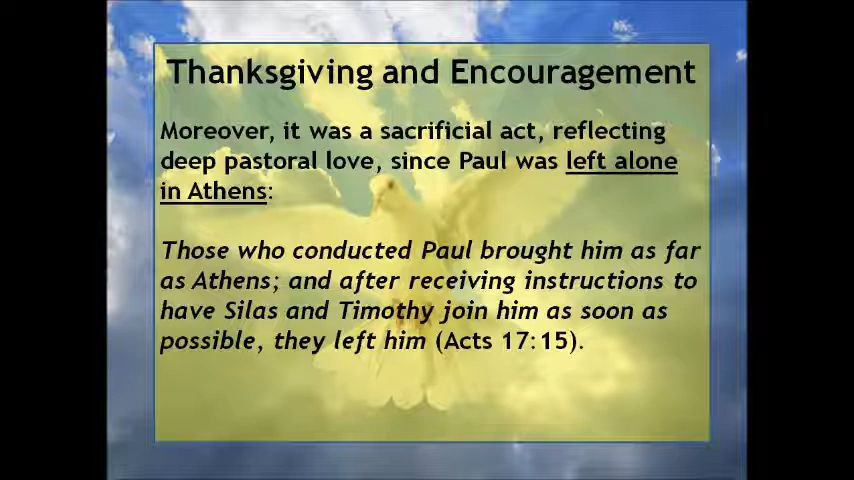 Thanksgiving and Encouragement
Moreover, it was a sacrificial act, reflecting
deep pastoral love, since Paul was left alone
in Athens:
Those who conducted Paul brought him as far
as Athens; and after receiving instructions to
have Silas and Timothy join him as soon as
possible, they left him (Acts 17:15).